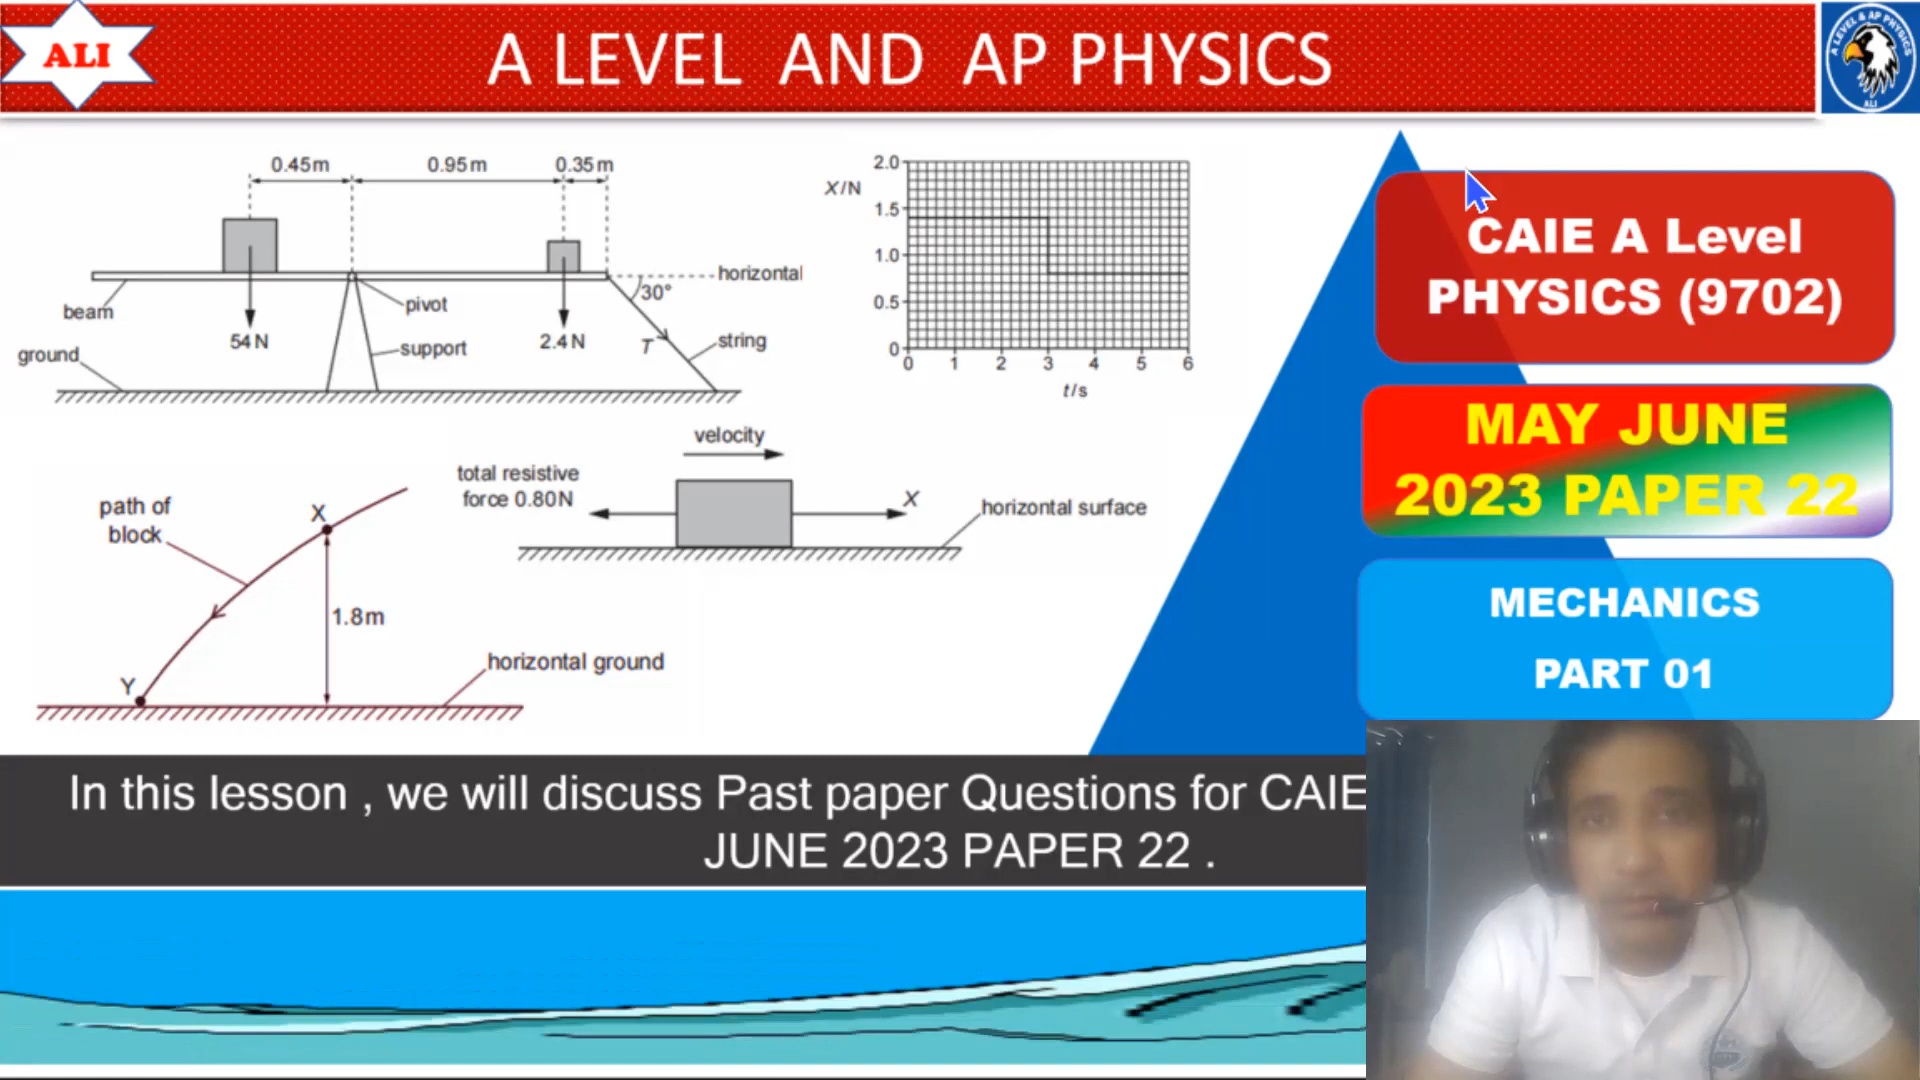 ALI
A LEVEL AND AP PHYSICS
A LEVEL & AP PHYSICS
ALI
0.45m
0.95m
0.35m
horizontal
30°
beam
pivot
54N
support
2.4N
T
string
ground
X/N
2.0
1.5
1.0
0.5
0
0 1 2 3 4 5 6
t/s
velocity
total resistive
force 0.80N
X
horizontal surface
path of
block
X
1.8m
Y
horizontal ground
CAIE A Level
PHYSICS (9702)
MAY JUNE
2023 PAPER 22
MECHANICS
PART 01
In this lesson , we will discuss Past paper Questions for CAIE
JUNE 2023 PAPER 22 .